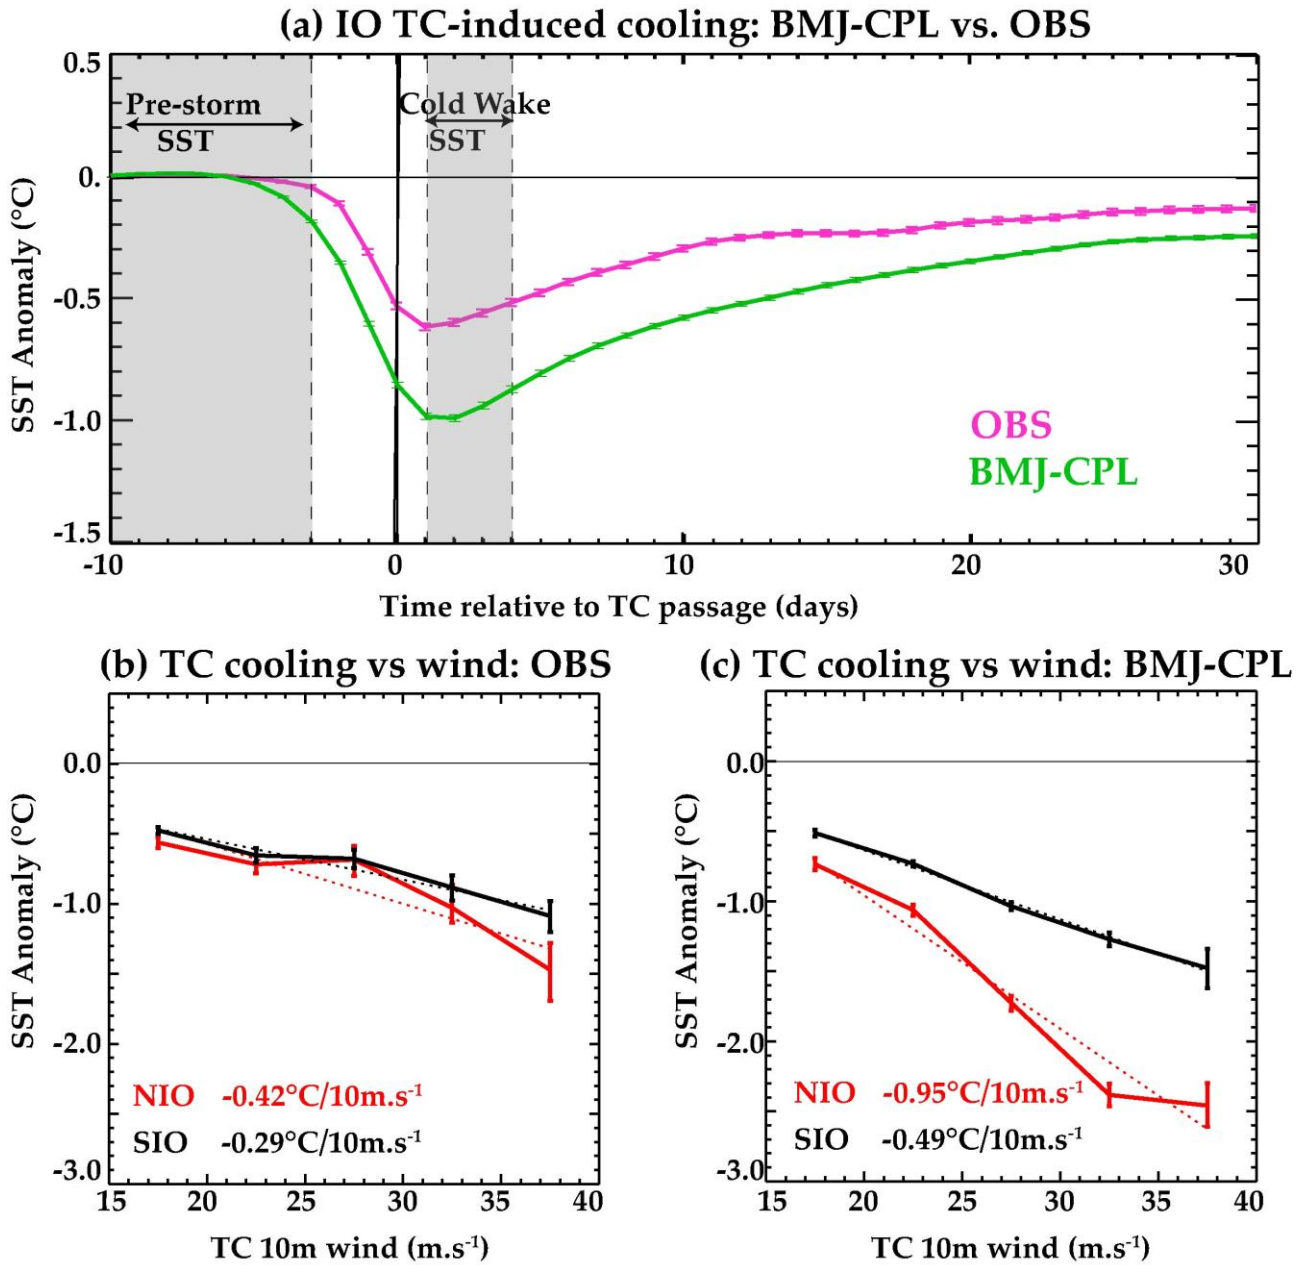 (a) IO TC-induced cooling: BMJ-CPL vs. OBS
0.5
Pre-storm
SST
Cold Wake
SST
0.
-0.5
-1.0
-1.5
SST Anomaly (°C)
OBS
BMJ-CPL
-10 0 10 20 30
Time relative to TC passage (days)
(b) TC cooling vs wind: OBS
0.0
-1.0
-2.0
-3.0
SST Anomaly (°C)
NIO -0.42°C/10m.s⁻¹
SIO -0.29°C/10m.s⁻¹
15 20 25 30 35 40
TC 10m wind (m.s⁻¹)
(c) TC cooling vs wind: BMJ-CPL
0.0
-1.0
-2.0
-3.0
SST Anomaly (°C)
NIO -0.95°C/10m.s⁻¹
SIO -0.49°C/10m.s⁻¹
15 20 25 30 35 40
TC 10m wind (m.s⁻¹)